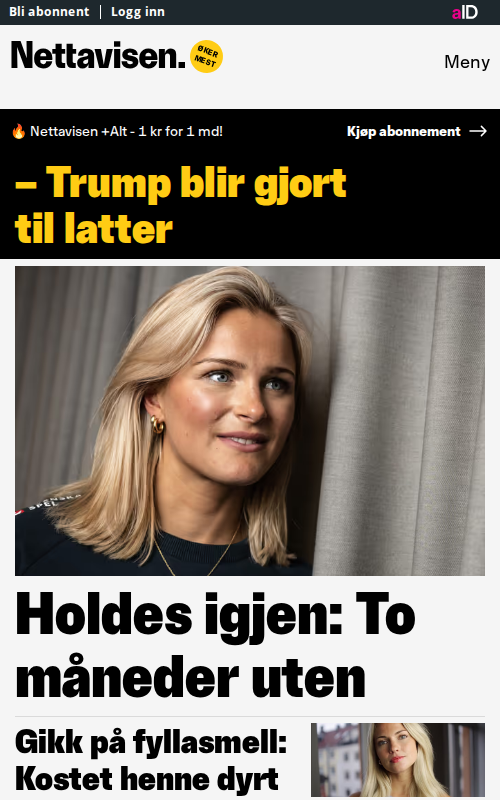 Bli abonnent | Logg inn aID
Nettavisen. ØKER MEST
Meny
🔥 Nettavisen +Alt - 1 kr for 1 md! Kjøp abonnement →
– Trump blir gjort
til latter
SPEL
Holdes igjen: To
måneder uten
Gikk på fyllasmell:
Kostet henne dyrt